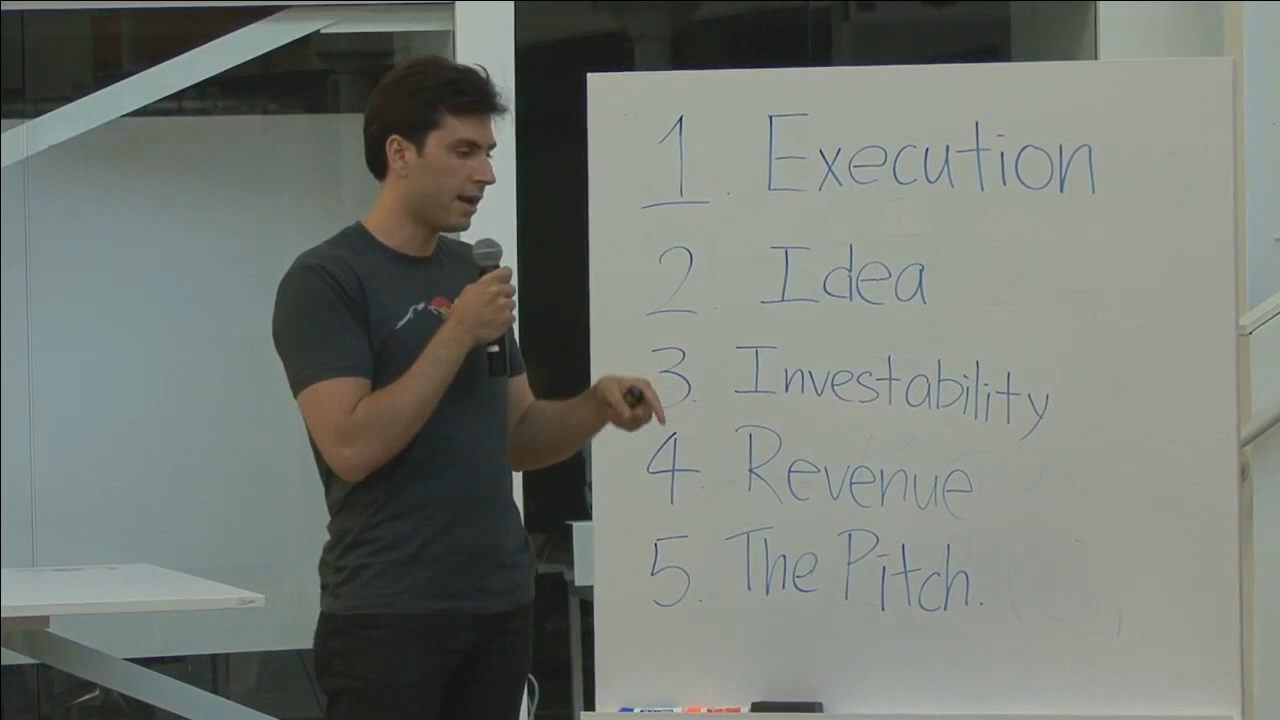 1. Execution
2. Idea
3. Investability
4. Revenue
5. The Pitch.